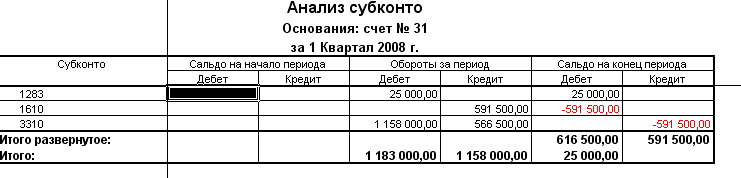 Анализ субконто
Основания: счет № 31
за 1 Квартал 2008 г.
Субконто Сальдо на начало периода Обороты за период Сальдо на конец периода
Дебет Кредит Дебет Кредит Дебет Кредит
1283 25 000,00 25 000,00
1610 591 500,00 -591 500,00
3310 1 158 000,00 566 500,00 -591 500,00
Итого развернутое: 616 500,00 591 500,00
Итого: 1 183 000,00 1 158 000,00 25 000,00